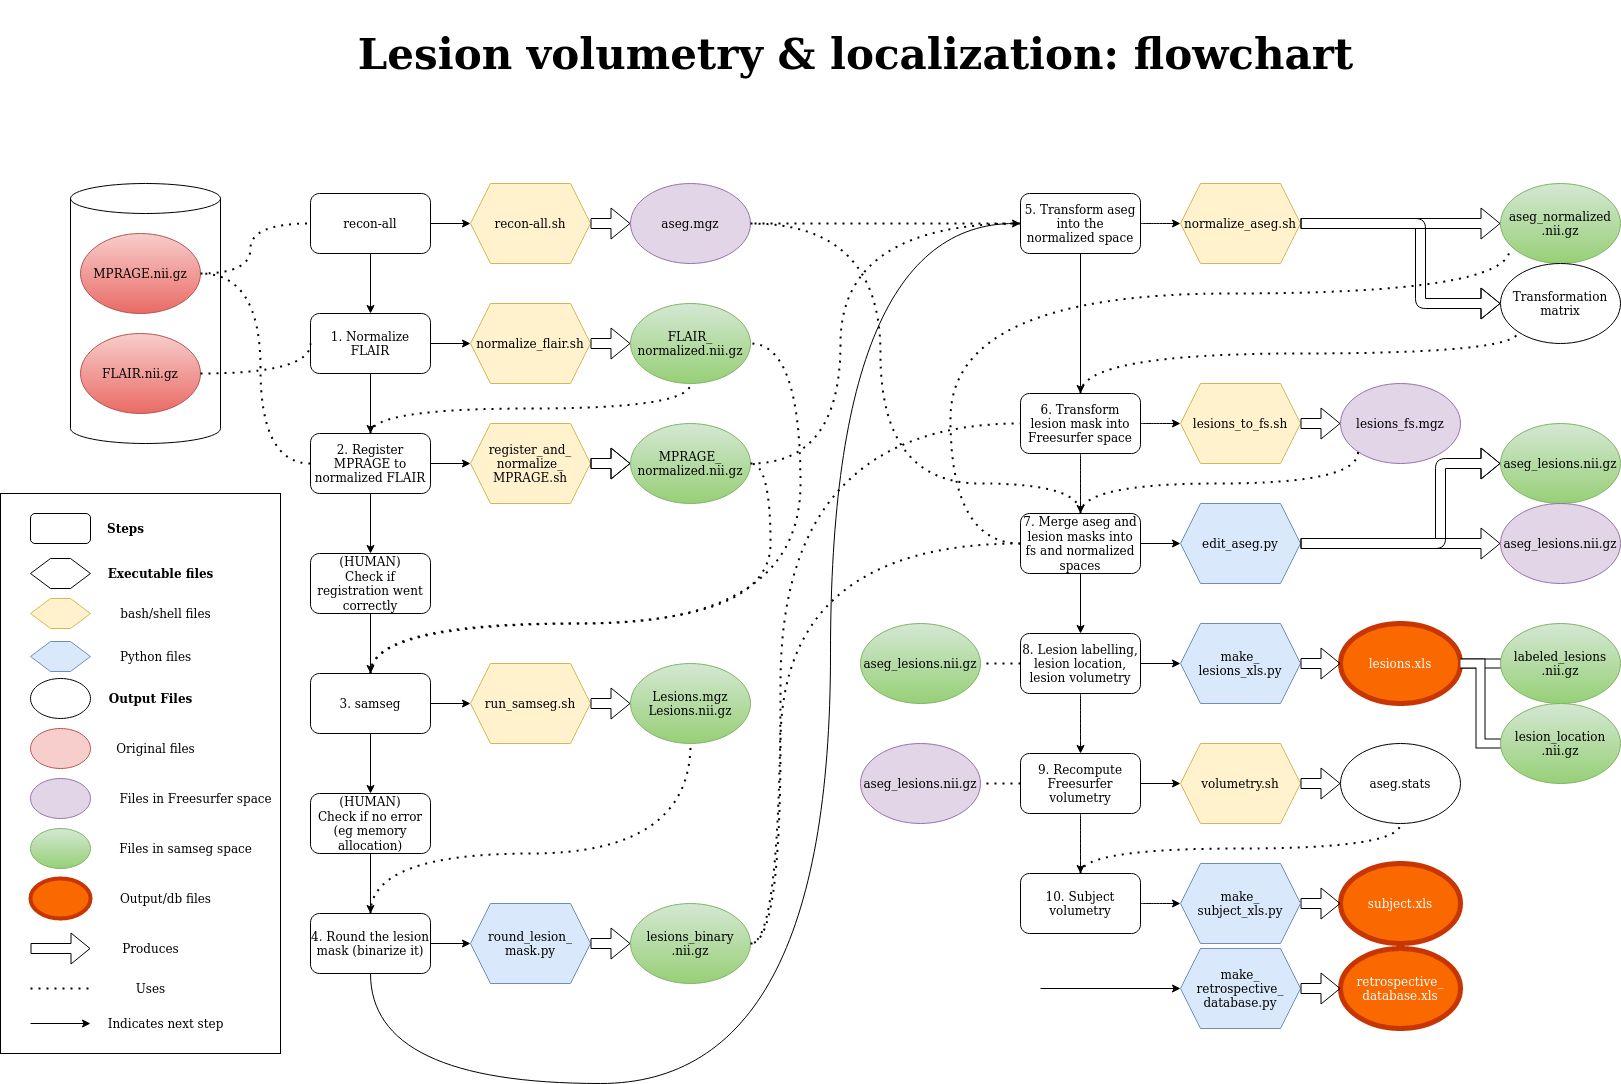 Lesion volumetry & localization: flowchart
MPRAGE.nii.gz
FLAIR.nii.gz
recon-all
recon-all.sh
aseg.mgz
1. Normalize
FLAIR
normalize_flair.sh
FLAIR_
normalized.nii.gz
2. Register
MPRAGE to
normalized FLAIR
register_and_
normalize_
MPRAGE.sh
MPRAGE_
normalized.nii.gz
(HUMAN)
Check if
registration went
correctly
3. samseg
run_samseg.sh
Lesions.mgz
Lesions.nii.gz
(HUMAN)
Check if no error
(eg memory
allocation)
4. Round the lesion
mask (binarize it)
round_lesion_
mask.py
lesions_binary
.nii.gz
5. Transform aseg
into the
normalized space
normalize_aseg.sh
aseg_normalized
.nii.gz
Transformation
matrix
6. Transform
lesion mask into
Freesurfer space
lesions_to_fs.sh
lesions_fs.mgz
7. Merge aseg and
lesion masks into
fs and normalized
spaces
edit_aseg.py
aseg_lesions.nii.gz
aseg_lesions.nii.gz
aseg_lesions.nii.gz
8. Lesion labelling,
lesion location,
lesion volumetry
make_
lesions_xls.py
lesions.xls
labeled_lesions
.nii.gz
lesion_location
.nii.gz
aseg_lesions.nii.gz
9. Recompute
Freesurfer
volumetry
volumetry.sh
aseg.stats
10. Subject
volumetry
make_
subject_xls.py
subject.xls
make_
retrospective_
database.py
retrospective_
database.xls
Steps
Executable files
bash/shell files
Python files
Output Files
Original files
Files in Freesurfer space
Files in samseg space
Output/db files
Produces
Uses
Indicates next step